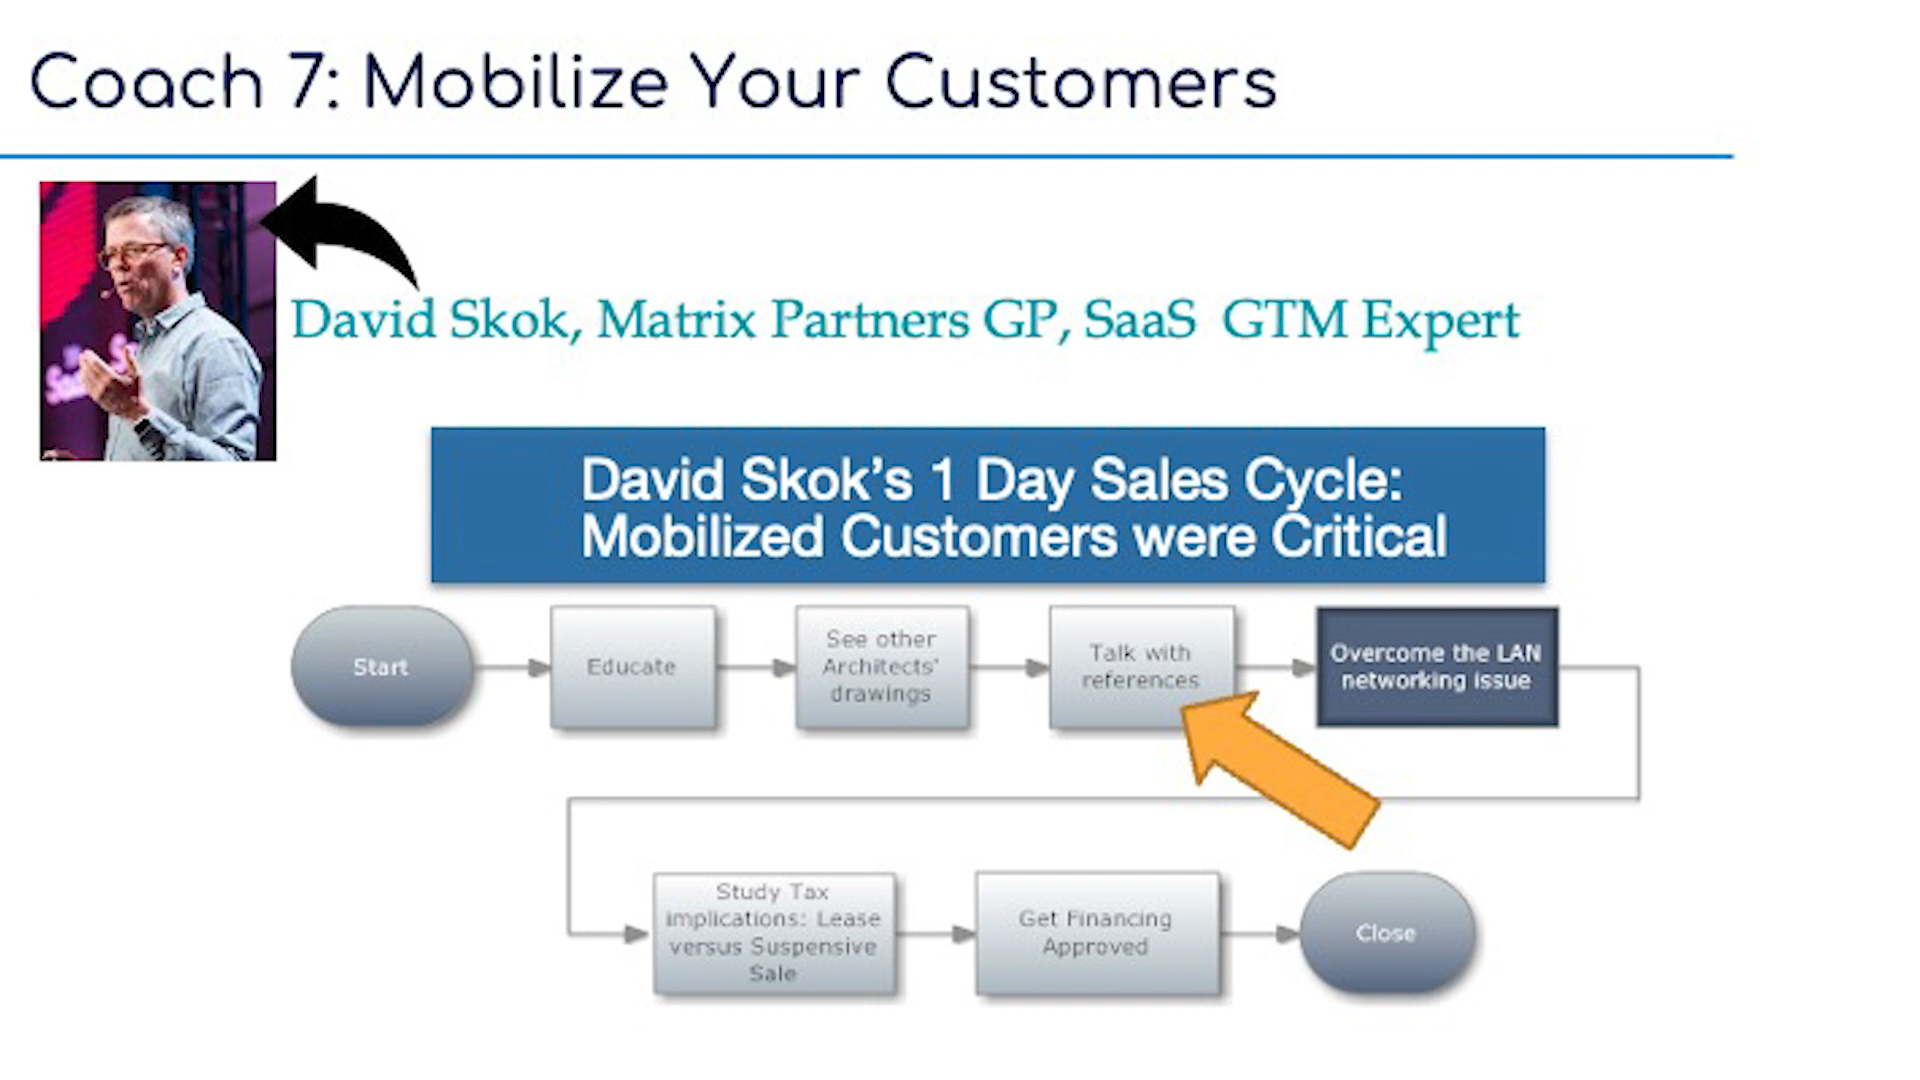 Coach 7: Mobilize Your Customers
David Skok, Matrix Partners GP, SaaS GTM Expert
David Skok's 1 Day Sales Cycle:
Mobilized Customers were Critical
Start
Educate
See other
Architects'
drawings
Talk with
references
Overcome the LAN
networking issue
Study Tax
implications: Lease
versus Suspensive
Sale
Get Financing
Approved
Close